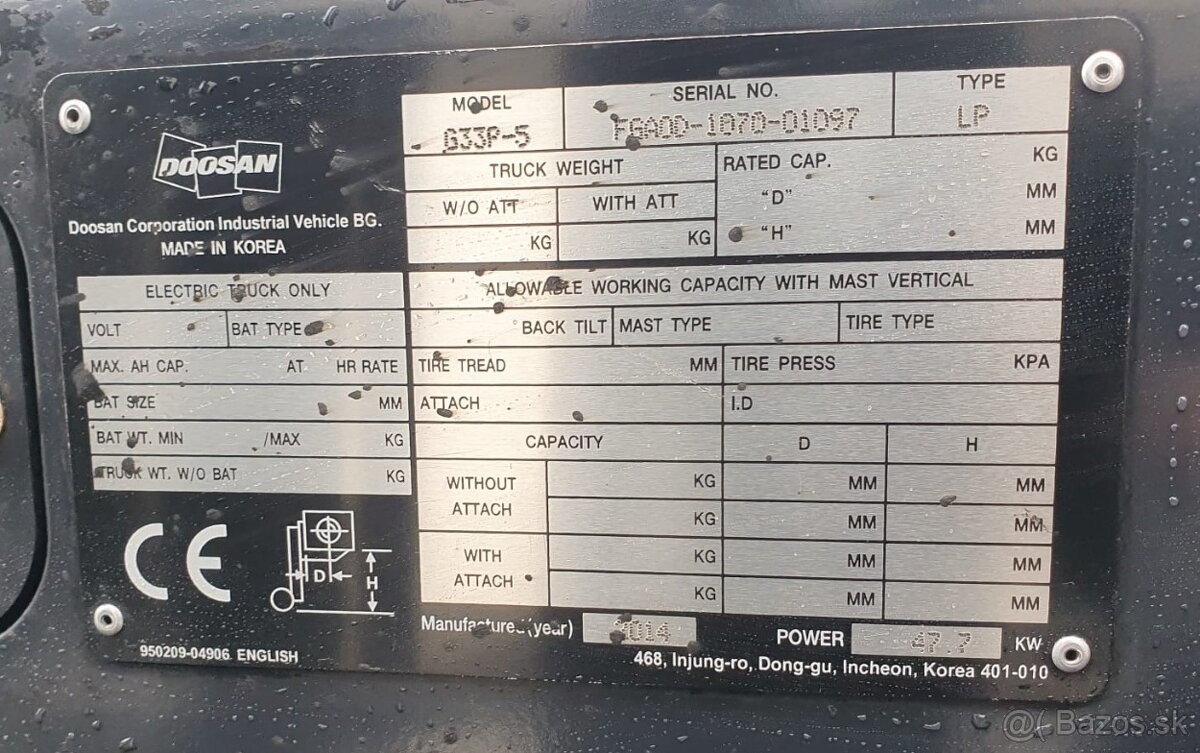 DOOSAN
Doosan Corporation Industrial Vehicle BG.
MADE IN KOREA
MODEL SERIAL NO. TYPE
G33P-5 FGA0D-1870-01097 LP
TRUCK WEIGHT RATED CAP. KG
W/O ATT WITH ATT "D" MM
KG KG "H" MM
ELECTRIC TRUCK ONLY
VOLT BAT TYPE
MAX. AH CAP. AT HR RATE
BAT SIZE MM
BAT WT. MIN /MAX KG
TRUCK WT. W/O BAT KG
ALLOWABLE WORKING CAPACITY WITH MAST VERTICAL
BACK TILT MAST TYPE TIRE TYPE
TIRE TREAD MM TIRE PRESS KPA
ATTACH I.D
CAPACITY D H
WITHOUT ATTACH KG MM MM
KG MM MM
WITH ATTACH KG MM MM
KG MM MM
CE
D H
Manufactured(year) 2014 POWER 47.7 KW
950209-04906 ENGLISH
468, Injung-ro, Dong-gu, Incheon, Korea 401-010
@( Bazos.sk